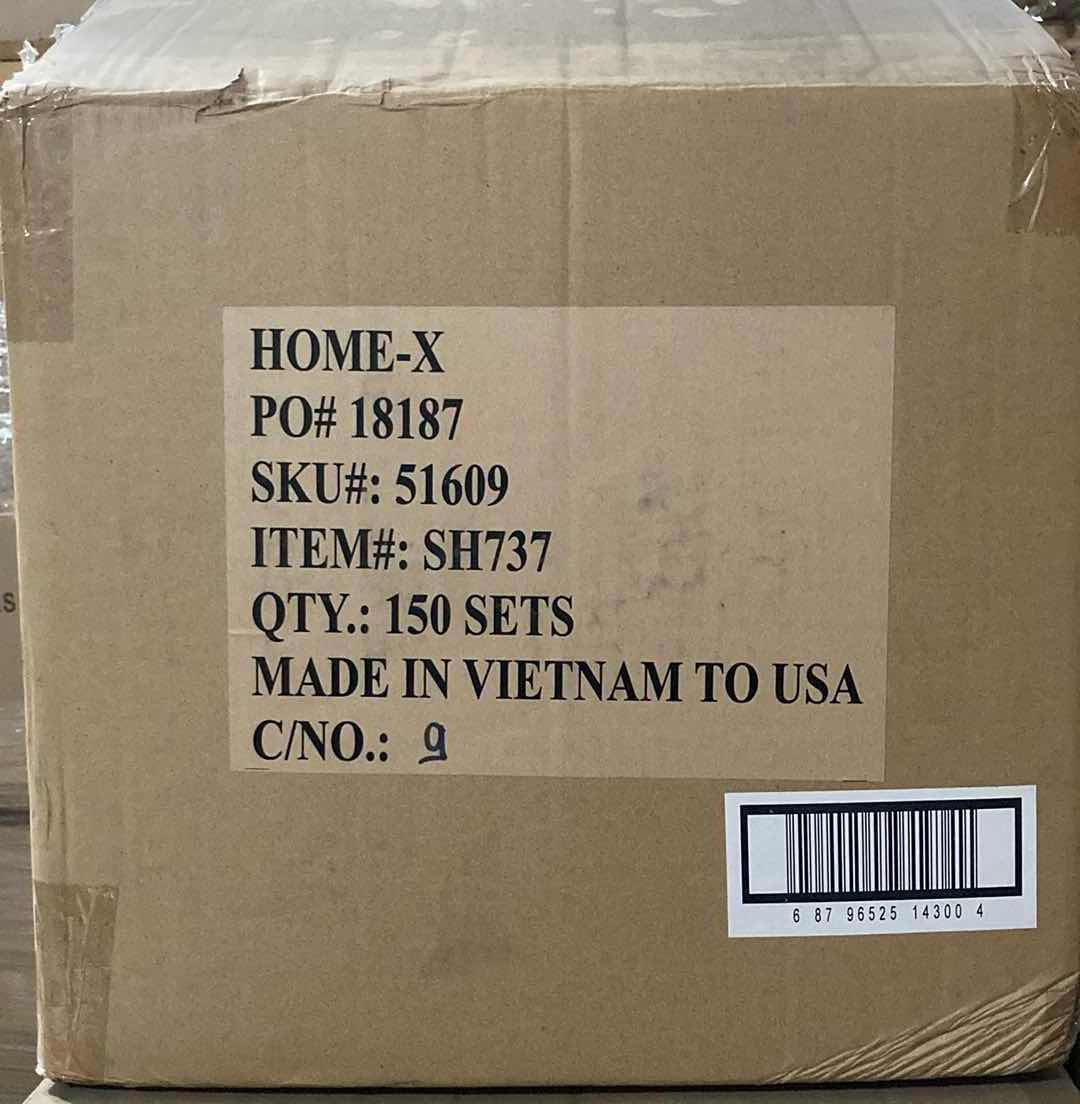 HOME-X
PO# 18187
SKU#: 51609
ITEM#: SH737
QTY.: 150 SETS
MADE IN VIETNAM TO USA
C/NO.: 9
6 87 96525 14300 4